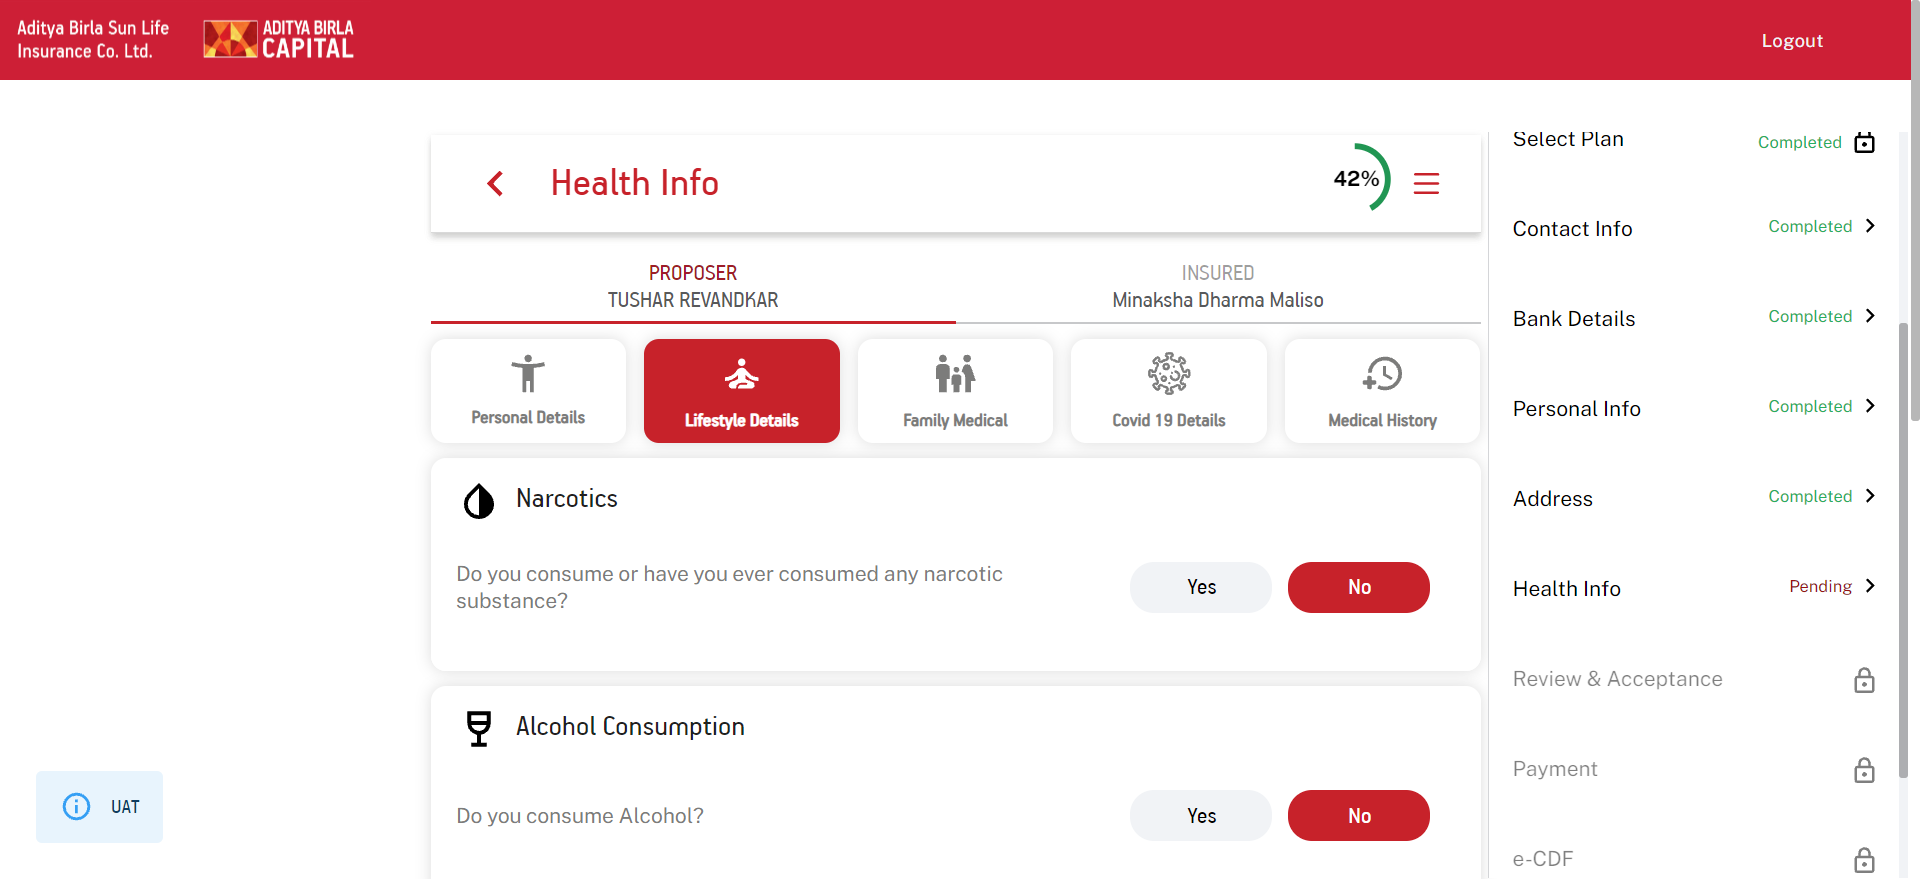 Aditya Birla Sun Life
Insurance Co. Ltd.
ADITYA BIRLA
CAPITAL
Logout
Health Info
42%
PROPOSER
TUSHAR REVANDKAR
INSURED
Minaksha Dharma Maliso
Personal Details
Lifestyle Details
Family Medical
Covid 19 Details
Medical History
Narcotics
Do you consume or have you ever consumed any narcotic
substance?
Yes
No
Alcohol Consumption
Do you consume Alcohol?
Yes
No
Select Plan
Completed
Contact Info
Completed
Bank Details
Completed
Personal Info
Completed
Address
Completed
Health Info
Pending
Review & Acceptance
Payment
e-CDF
UAT